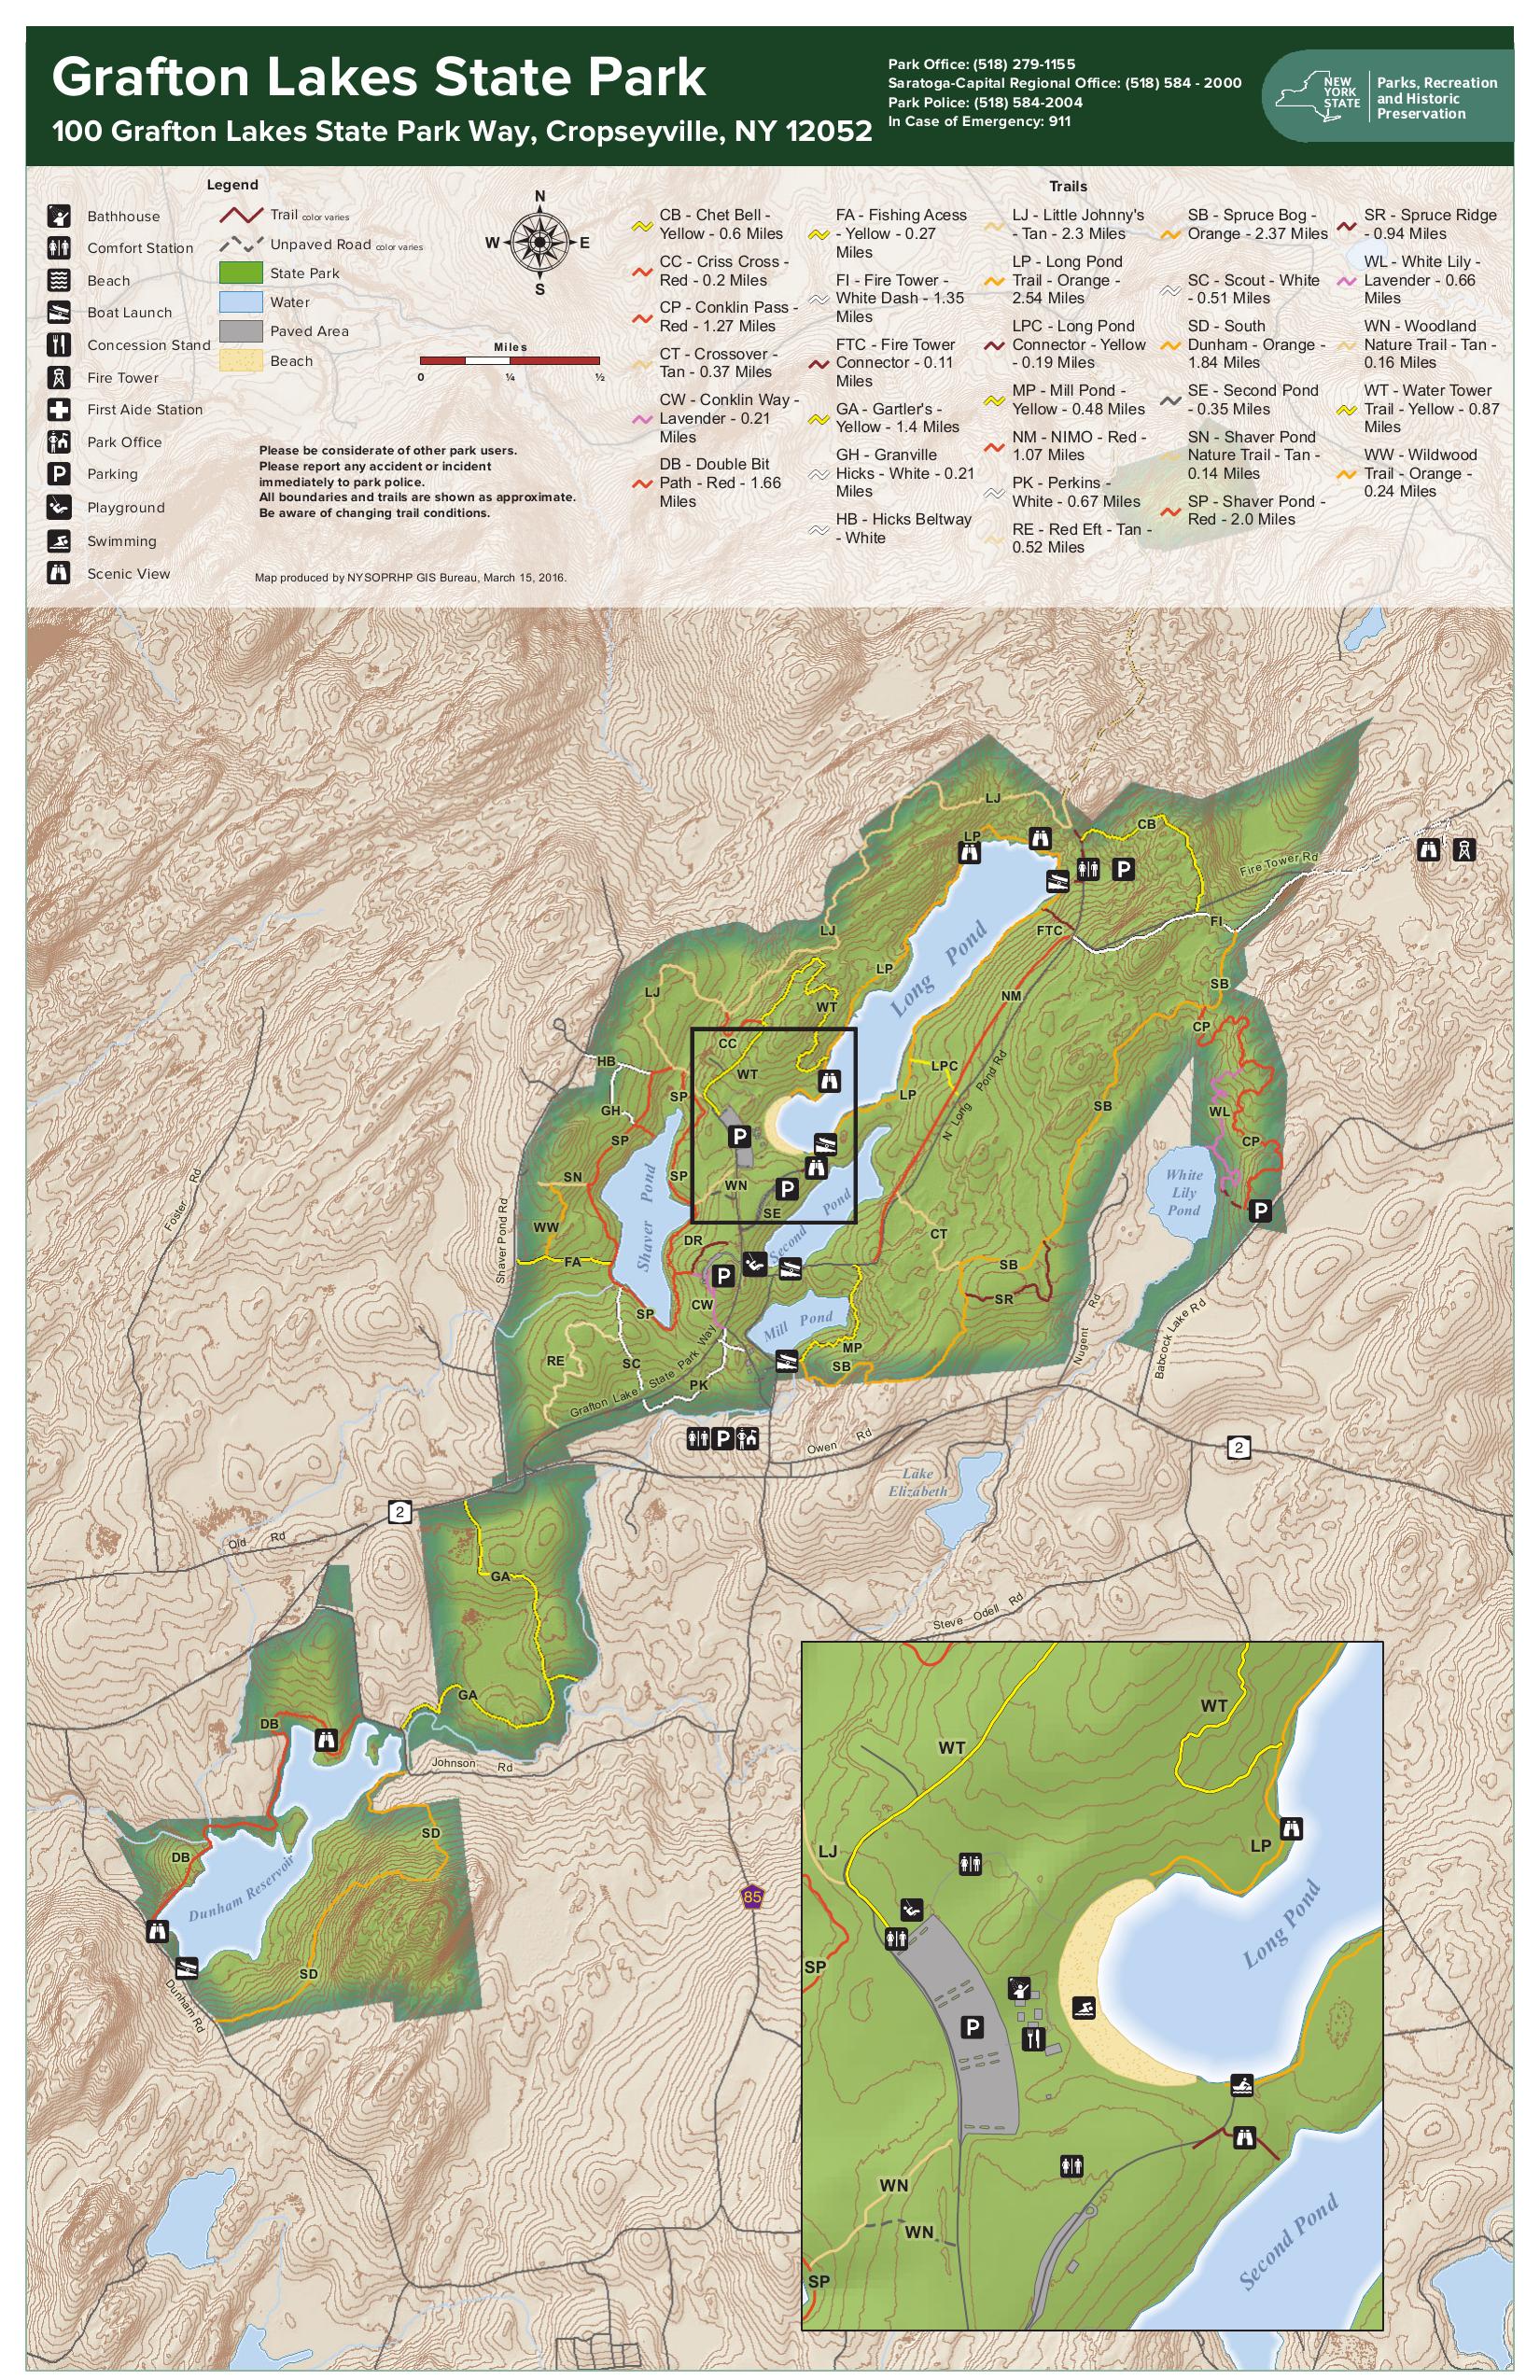 Grafton Lakes State Park
100 Grafton Lakes State Park Way, Cropseyville, NY 12052
Park Office: (518) 279-1155
Saratoga-Capital Regional Office: (518) 584 - 2000
Park Police: (518) 584-2004
In Case of Emergency: 911
NEW
YORK
STATE
Parks, Recreation
and Historic
Preservation
Legend
Bathhouse
Comfort Station
Beach
Boat Launch
Concession Stand
Fire Tower
First Aide Station
Park Office
P
Parking
Playground
Swimming
Scenic View
Trail color varies
Unpaved Road color varies
State Park
Water
Paved Area
Beach
N
W
E
S
Miles
0
¼
½
Please be considerate of other park users.
Please report any accident or incident
immediately to park police.
All boundaries and trails are shown as approximate.
Be aware of changing trail conditions.
Map produced by NYSOPRHP GIS Bureau, March 15, 2016.
Trails
CB - Chet Bell -
Yellow - 0.6 Miles
CC - Criss Cross -
Red - 0.2 Miles
CP - Conklin Pass -
Red - 1.27 Miles
CT - Crossover -
Tan - 0.37 Miles
CW - Conklin Way -
Lavender - 0.21
Miles
DB - Double Bit
Path - Red - 1.66
Miles
FA - Fishing Acess
- Yellow - 0.27
Miles
FI - Fire Tower -
White Dash - 1.35
Miles
FTC - Fire Tower
Connector - 0.11
Miles
GA - Gartler's -
Yellow - 1.4 Miles
GH - Granville
Hicks - White - 0.21
Miles
HB - Hicks Beltway
- White
LJ - Little Johnny's
- Tan - 2.3 Miles
LP - Long Pond
Trail - Orange -
2.54 Miles
LPC - Long Pond
Connector - Yellow
- 0.19 Miles
MP - Mill Pond -
Yellow - 0.48 Miles
NM - NIMO - Red -
1.07 Miles
PK - Perkins -
White - 0.67 Miles
RE - Red Eft - Tan -
0.52 Miles
SB - Spruce Bog -
Orange - 2.37 Miles
SC - Scout - White
- 0.51 Miles
SD - South
Dunham - Orange -
1.84 Miles
SE - Second Pond
- 0.35 Miles
SN - Shaver Pond
Nature Trail - Tan -
0.14 Miles
SP - Shaver Pond -
Red - 2.0 Miles
SR - Spruce Ridge
- 0.94 Miles
WL - White Lily -
Lavender - 0.66
Miles
WN - Woodland
Nature Trail - Tan -
0.16 Miles
WT - Water Tower
Trail - Yellow - 0.87
Miles
WW - Wildwood
Trail - Orange -
0.24 Miles
LJ
CB
LP
P
Fire Tower Rd
FI
FTC
LJ
Long Pond
LP
LJ
NM
SB
WT
CP
CC
HB
LPC
WT
N Long Pond Rd
SP
LP
GH
SB
WL
SP
P
CP
Foster Rd
SN
Shaver Pond
SP
WN
P
White
Lily
Pond
P
SE
Second Pond
WW
Shaver Pond Rd
DR
CT
FA
P
SB
SR
CW
SP
Mill Pond
Nugent Rd
Babcock Lake Rd
RE
SC
MP
SB
Grafton Lake State Park Way
PK
P
Owen Rd
2
Lake
Elizabeth
2
Old Rd
GA
Steve Odell Rd
GA
DB
Johnson Rd
SD
DB
Dunham Reservoir
85
SD
Dunham Rd
WT
WT
LJ
LP
Long Pond
SP
P
WN
WN
SP
Second Pond